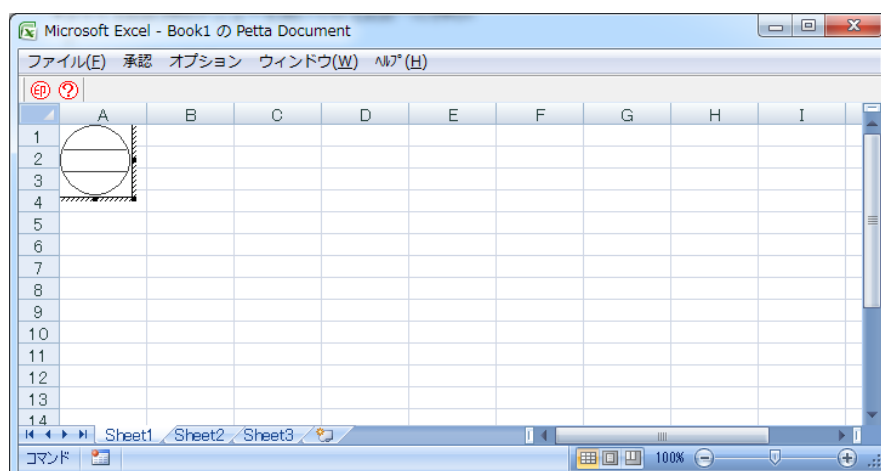 Microsoft Excel - Book1 の Petta Document
ファイル(F) 承認 オプション ウィンドウ(W) ﾍﾙﾌﾟ(H)
印 ?
A B C D E F G H I
1
2
3
4
5
6
7
8
9
10
11
12
13
14
Sheet1 Sheet2 Sheet3
コマンド 100%